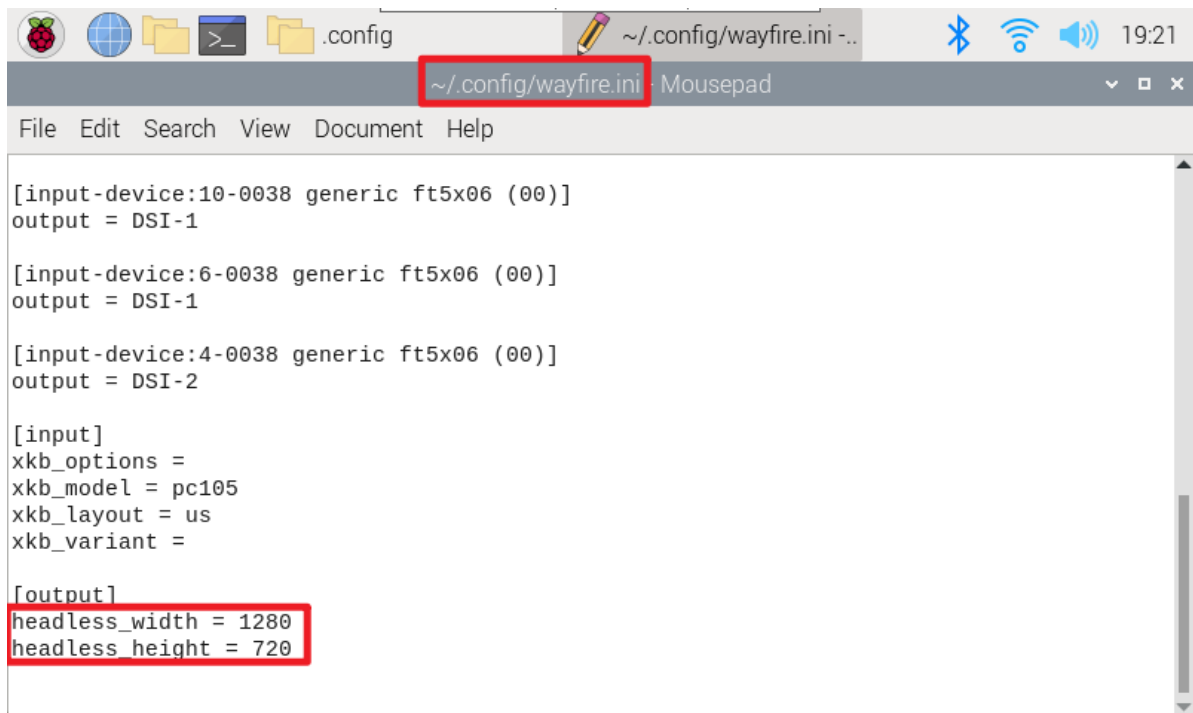 >_ .config ~/.config/wayfire.ini -.. 19:21
~/.config/wayfire.ini - Mousepad
File Edit Search View Document Help
[input-device:10-0038 generic ft5x06 (00)]
output = DSI-1
[input-device:6-0038 generic ft5x06 (00)]
output = DSI-1
[input-device:4-0038 generic ft5x06 (00)]
output = DSI-2
[input]
xkb_options =
xkb_model = pc105
xkb_layout = us
xkb_variant =
[output]
headless_width = 1280
headless_height = 720